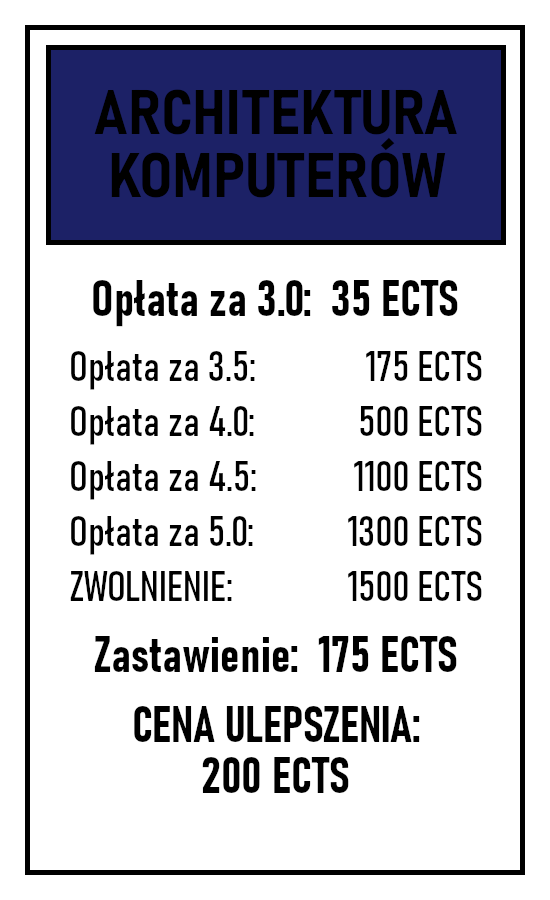 ARCHITEKTURA
KOMPUTERÓW
Opłata za 3.0: 35 ECTS
Opłata za 3.5: 175 ECTS
Opłata za 4.0: 500 ECTS
Opłata za 4.5: 1100 ECTS
Opłata za 5.0: 1300 ECTS
ZWOLNIENIE: 1500 ECTS
Zastawienie: 175 ECTS
CENA ULEPSZENIA:
200 ECTS